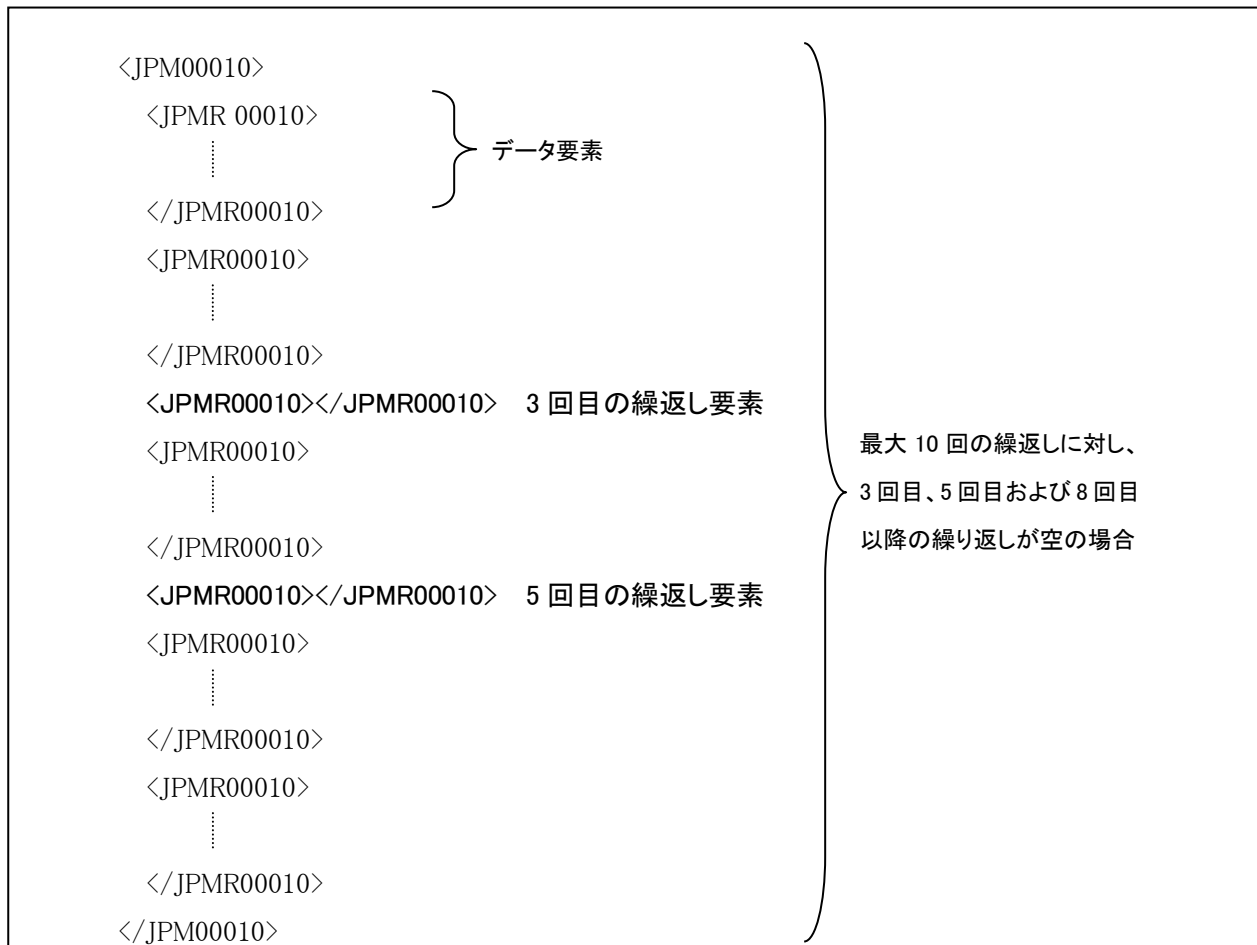 <JPM00010>
<JPMR 00010>
データ要素
</JPMR00010>
<JPMR00010>
</JPMR00010>
<JPMR00010></JPMR00010> 3 回目の繰返し要素
<JPMR00010>
</JPMR00010>
<JPMR00010></JPMR00010> 5 回目の繰返し要素
<JPMR00010>
</JPMR00010>
<JPMR00010>
</JPMR00010>
</JPM00010>
最大 10 回の繰返しに対し、
3 回目、5 回目および 8 回目
以降の繰り返しが空の場合